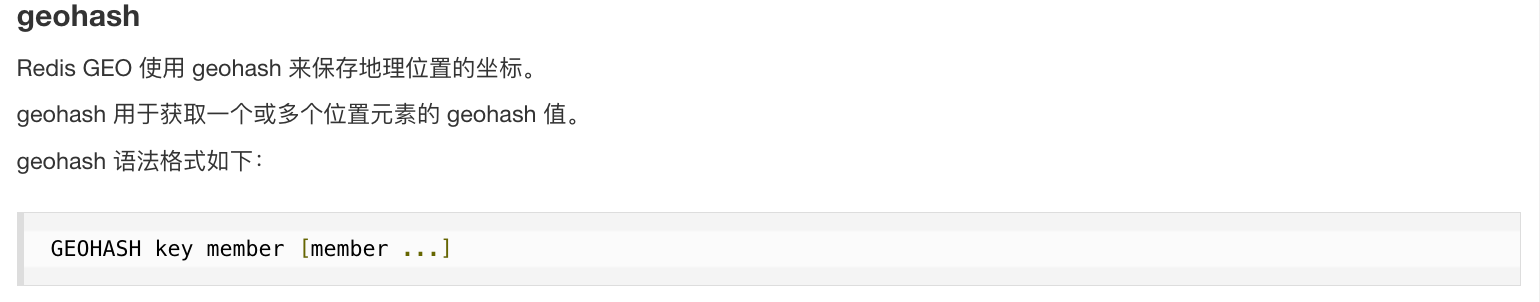 geohash
Redis GEO 使用 geohash 来保存地理位置的坐标。
geohash 用于获取一个或多个位置元素的 geohash 值。
geohash 语法格式如下：
GEOHASH key member [member ...]